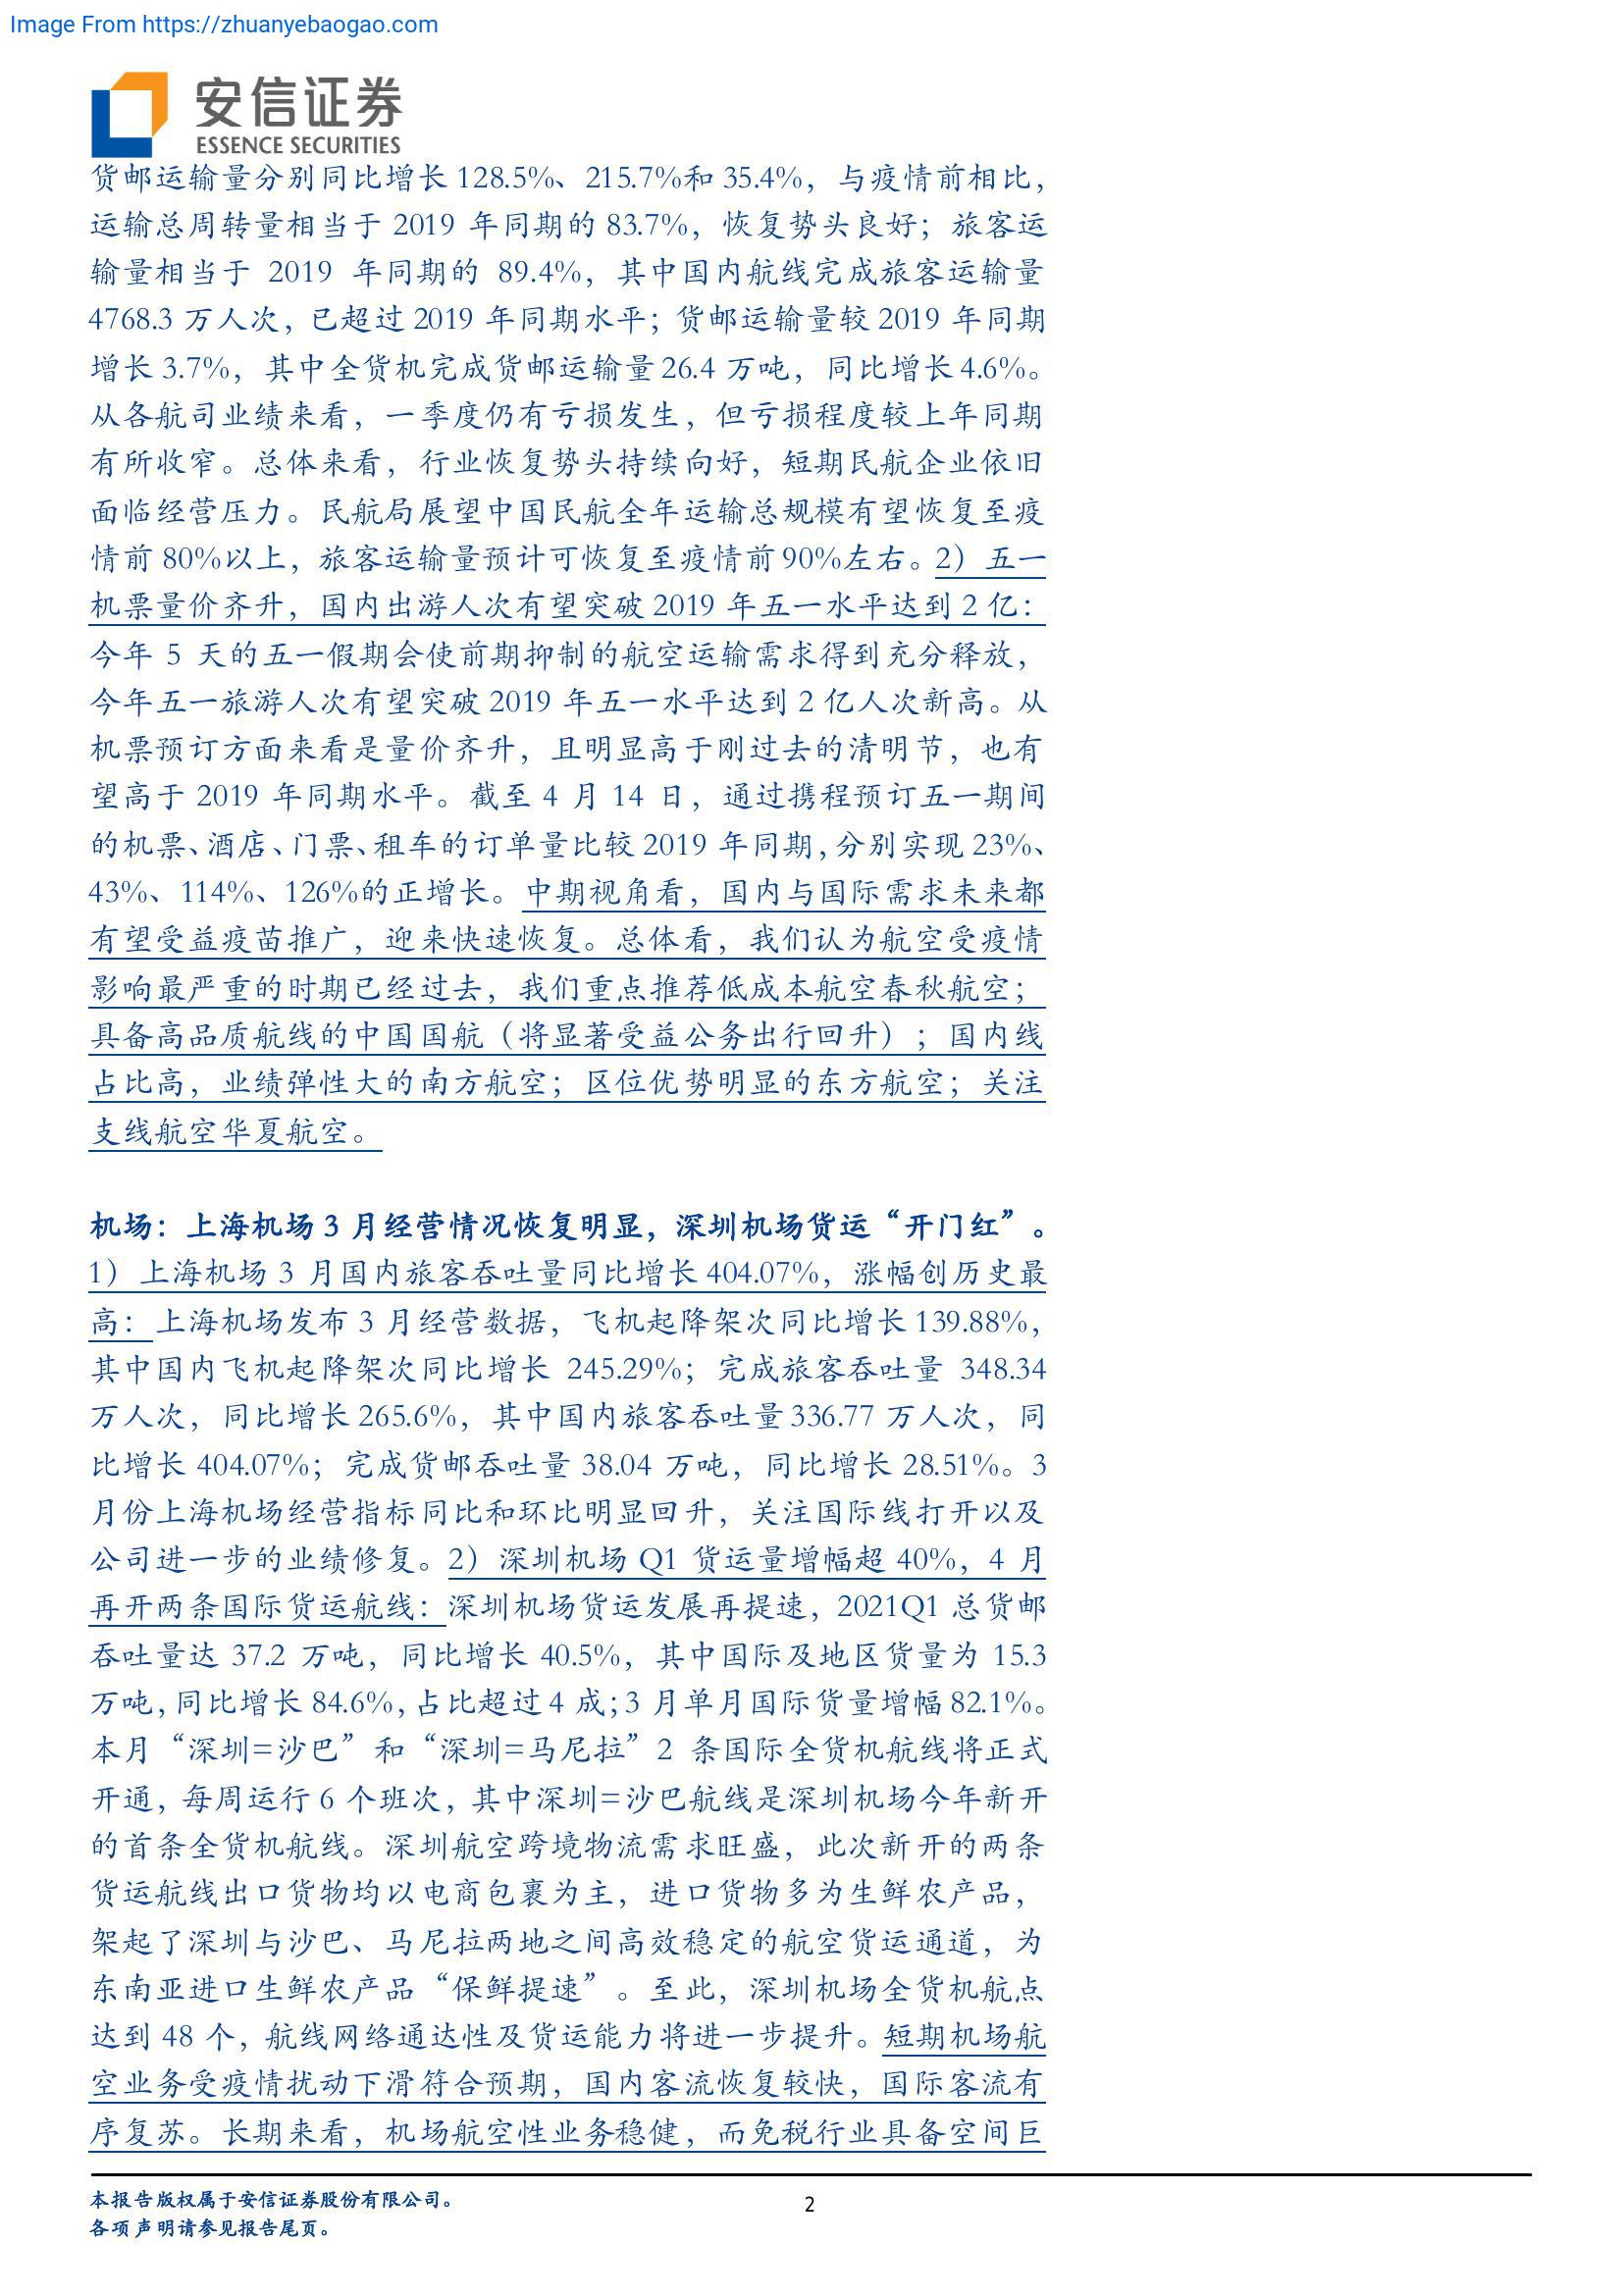 Image From https://zhuanyebaogao.com
安信证券
ESSENCE SECURITIES
货邮运输量分别同比增长 128.5%、215.7%和 35.4%，与疫情前相比，
运输总周转量相当于 2019 年同期的 83.7%，恢复势头良好；旅客运
输量相当于 2019 年同期的 89.4%，其中国内航线完成旅客运输量
4768.3 万人次，已超过 2019 年同期水平；货邮运输量较 2019 年同期
增长 3.7%，其中全货机完成货邮运输量 26.4 万吨，同比增长 4.6%。
从各航司业绩来看，一季度仍有亏损发生，但亏损程度较上年同期
有所收窄。总体来看，行业恢复势头持续向好，短期民航企业依旧
面临经营压力。民航局展望中国民航全年运输总规模有望恢复至疫
情前 80%以上，旅客运输量预计可恢复至疫情前 90%左右。2）五一
机票量价齐升，国内出游人次有望突破 2019 年五一水平达到 2 亿：
今年 5 天的五一假期会使前期抑制的航空运输需求得到充分释放，
今年五一旅游人次有望突破 2019 年五一水平达到 2 亿人次新高。从
机票预订方面来看是量价齐升，且明显高于刚过去的清明节，也有
望高于 2019 年同期水平。截至 4 月 14 日，通过携程预订五一期间
的机票、酒店、门票、租车的订单量比较 2019 年同期，分别实现 23%、
43%、114%、126%的正增长。中期视角看，国内与国际需求未来都
有望受益疫苗推广，迎来快速恢复。总体看，我们认为航空受疫情
影响最严重的时期已经过去，我们重点推荐低成本航空春秋航空；
具备高品质航线的中国国航（将显著受益公务出行回升）；国内线
占比高，业绩弹性大的南方航空；区位优势明显的东方航空；关注
支线航空华夏航空。
机场：上海机场 3 月经营情况恢复明显，深圳机场货运“开门红”。
1）上海机场 3 月国内旅客吞吐量同比增长 404.07%，涨幅创历史最
高：上海机场发布 3 月经营数据，飞机起降架次同比增长 139.88%，
其中国内飞机起降架次同比增长 245.29%；完成旅客吞吐量 348.34
万人次，同比增长 265.6%，其中国内旅客吞吐量 336.77 万人次，同
比增长 404.07%；完成货邮吞吐量 38.04 万吨，同比增长 28.51%。3
月份上海机场经营指标同比和环比明显回升，关注国际线打开以及
公司进一步的业绩修复。2）深圳机场 Q1 货运量增幅超 40%，4 月
再开两条国际货运航线：深圳机场货运发展再提速，2021Q1 总货邮
吞吐量达 37.2 万吨，同比增长 40.5%，其中国际及地区货量为 15.3
万吨，同比增长 84.6%，占比超过 4 成；3 月单月国际货量增幅 82.1%。
本月“深圳=沙巴”和“深圳=马尼拉”2 条国际全货机航线将正式
开通，每周运行 6 个班次，其中深圳=沙巴航线是深圳机场今年新开
的首条全货机航线。深圳航空跨境物流需求旺盛，此次新开的两条
货运航线出口货物均以电商包裹为主，进口货物多为生鲜农产品，
架起了深圳与沙巴、马尼拉两地之间高效稳定的航空货运通道，为
东南亚进口生鲜农产品“保鲜提速”。至此，深圳机场全货机航点
达到 48 个，航线网络通达性及货运能力将进一步提升。短期机场航
空业务受疫情扰动下滑符合预期，国内客流恢复较快，国际客流有
序复苏。长期来看，机场航空性业务稳健，而免税行业具备空间巨
本报告版权属于安信证券股份有限公司。
各项声明请参见报告尾页。
2